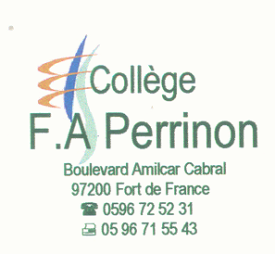 Collège
F.A Perrinon
Boulevard Amilcar Cabral
97200 Fort de France
☎ 0596 72 52 31
📠 05 96 71 55 43